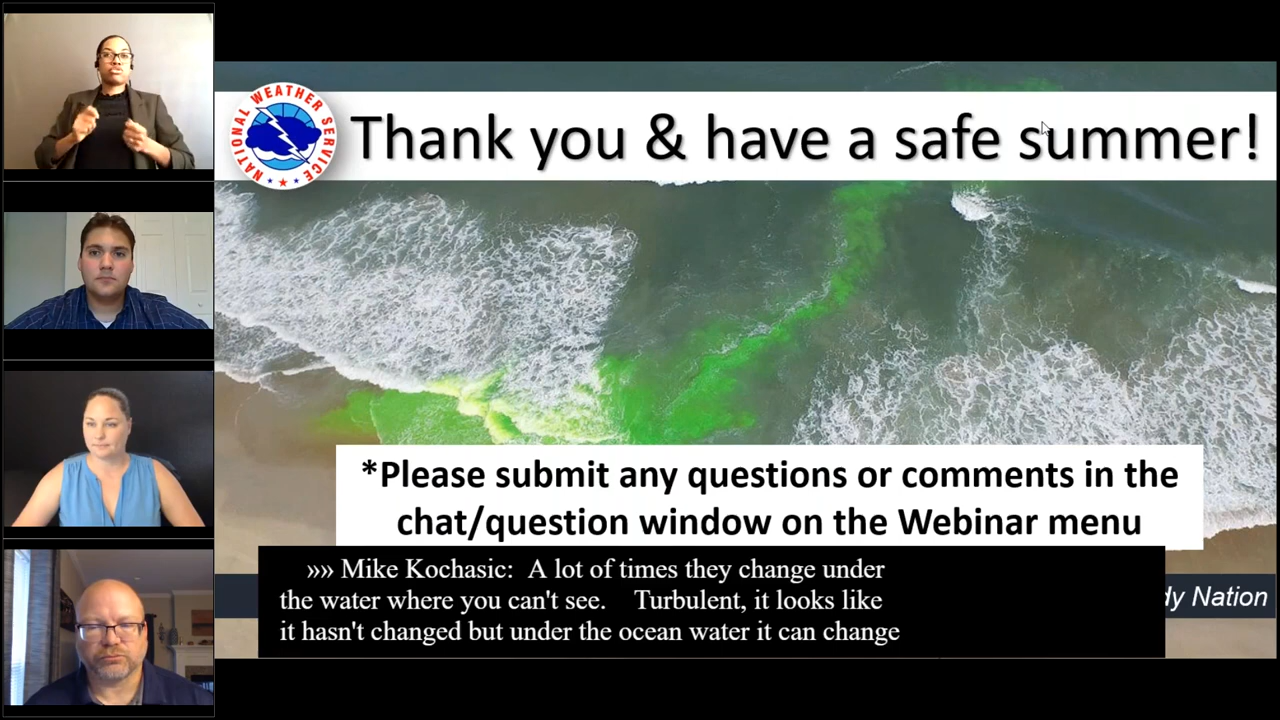 NATIONAL WEATHER SERVICE
Thank you & have a safe summer!
*Please submit any questions or comments in the
chat/question window on the Webinar menu
»» Mike Kochasic: A lot of times they change under
the water where you can't see. Turbulent, it looks like
it hasn't changed but under the ocean water it can change
dy Nation